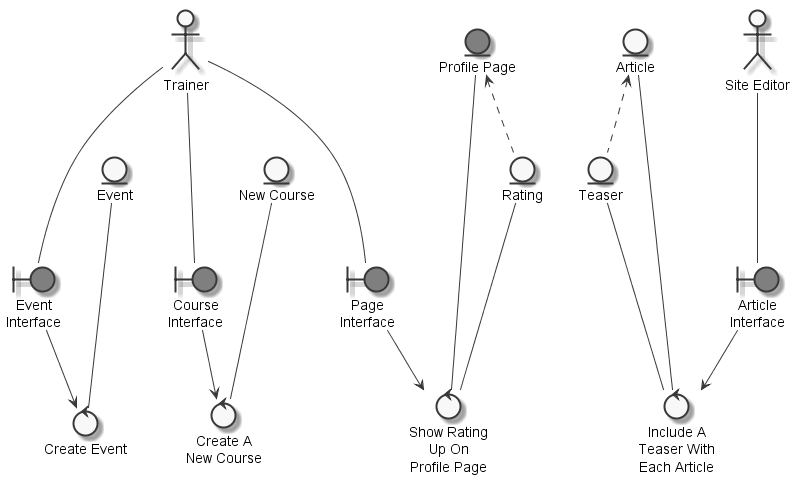 Trainer
Profile Page
Article
Site Editor
Event
New Course
Rating
Teaser
Event
Interface
Course
Interface
Page
Interface
Article
Interface
Create Event
Create A
New Course
Show Rating
Up On
Profile Page
Include A
Teaser With
Each Article